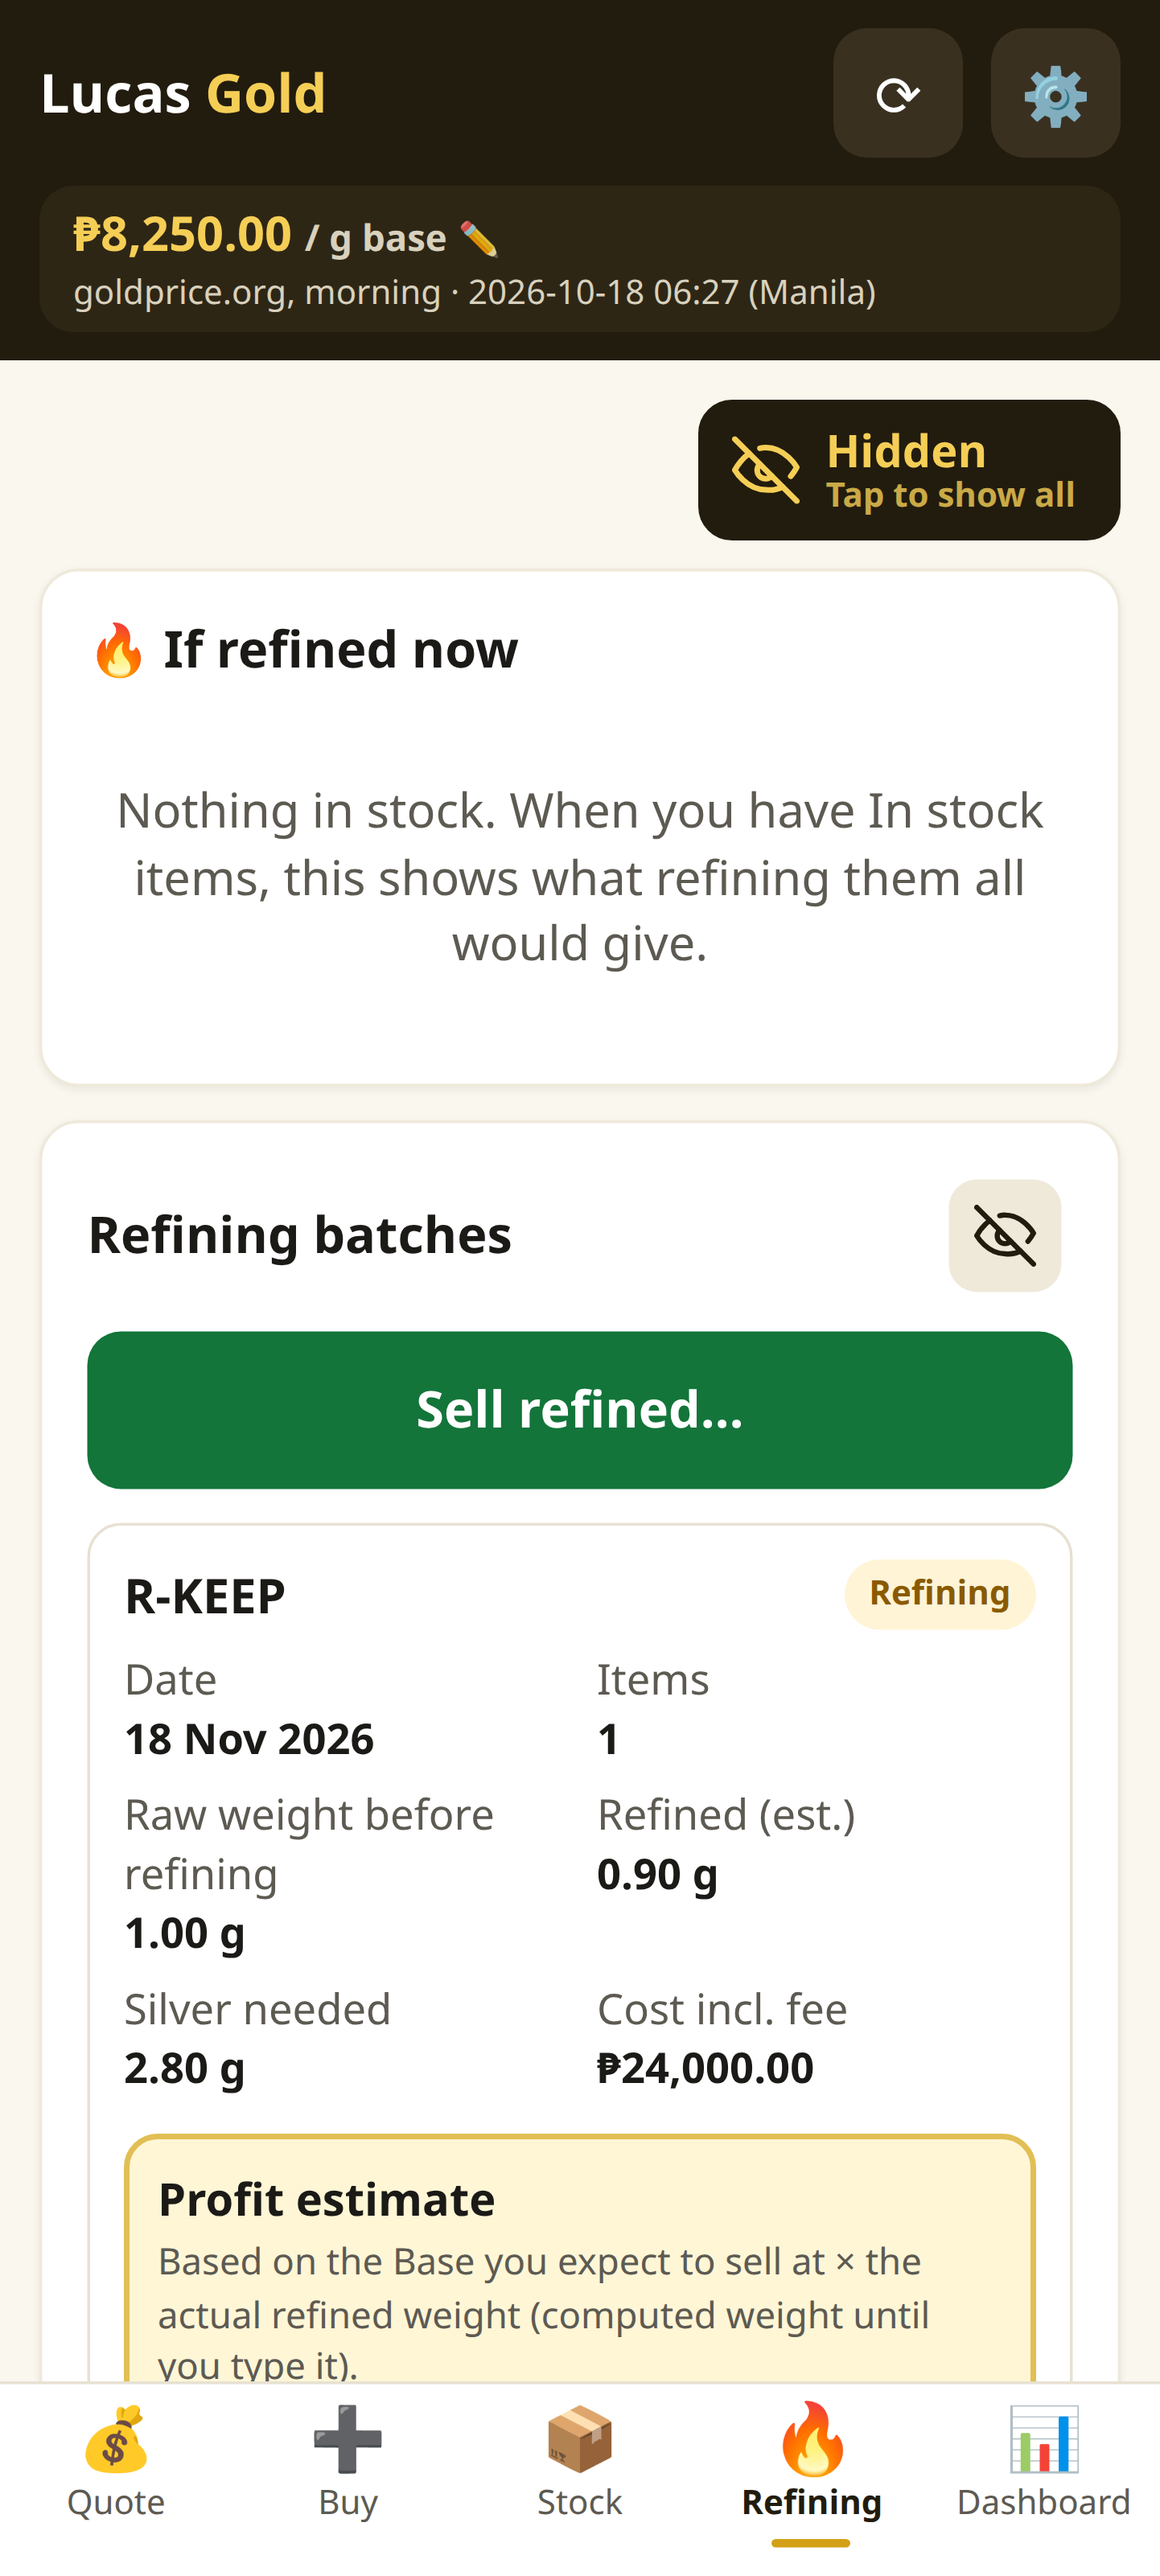 Lucas Gold
₱8,250.00 / g base
goldprice.org, morning · 2026-10-18 06:27 (Manila)
Hidden
Tap to show all
If refined now
Nothing in stock. When you have In stock
items, this shows what refining them all
would give.
Refining batches
Sell refined…
R-KEEP
Refining
Date
Items
18 Nov 2026
1
Raw weight before
refining
Refined (est.)
1.00 g
0.90 g
Silver needed
Cost incl. fee
2.80 g
₱24,000.00
Profit estimate
Based on the Base you expect to sell at × the
actual refined weight (computed weight until
you type it).
Quote
Buy
Stock
Refining
Dashboard